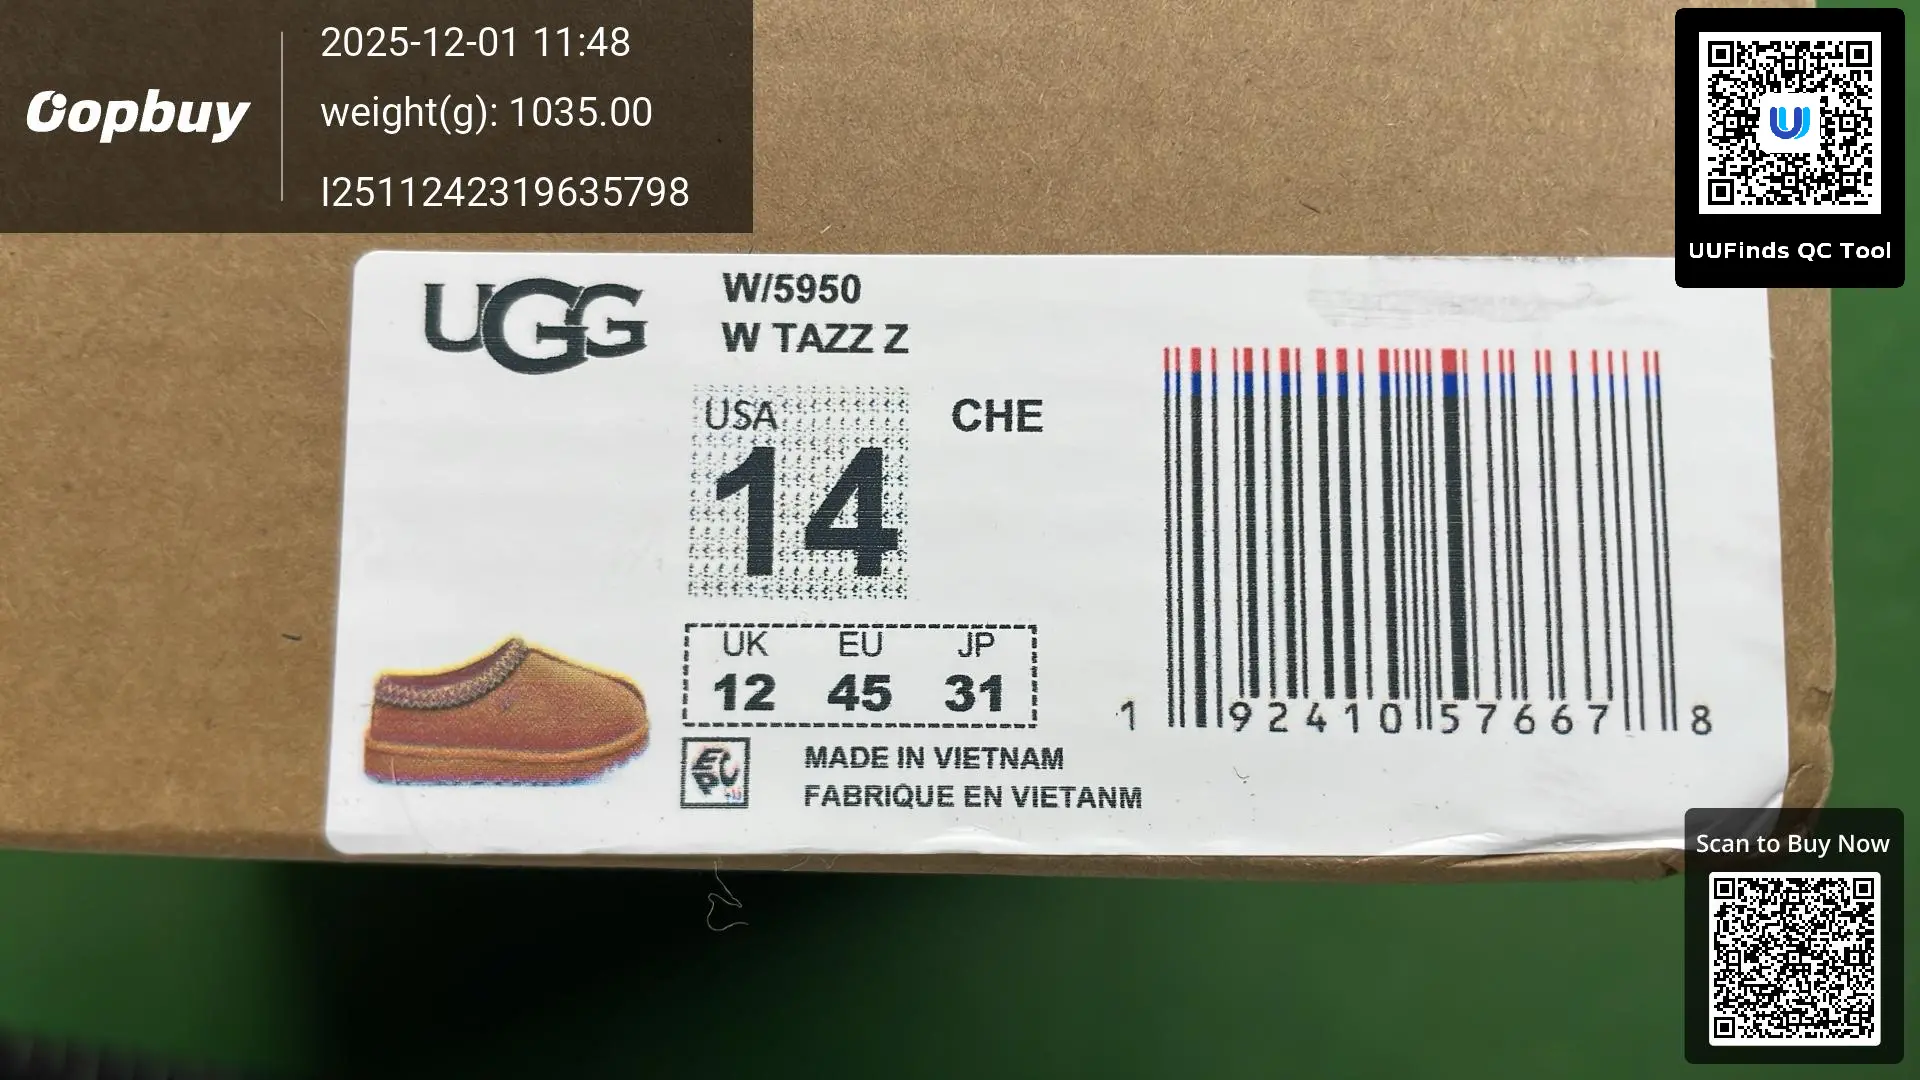 Oopbuy
2025-12-01 11:48
weight(g): 1035.00
I2511242319635798
UUFinds QC Tool
UGG
W/5950
W TAZZ Z
USA
14
CHE
UK EU JP
12 45 31
MADE IN VIETNAM
FABRIQUE EN VIETANM
1 92410 57667 8
Scan to Buy Now